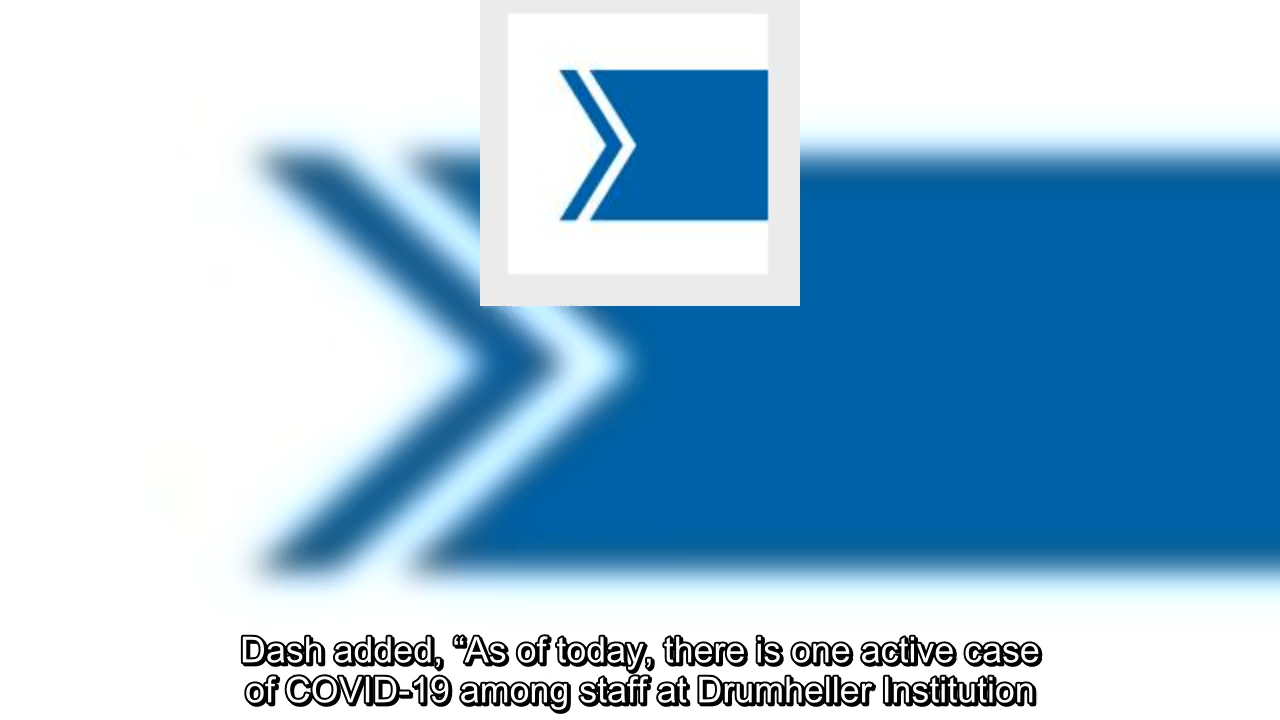 Dash added, “As of today, there is one active case
of COVID-19 among staff at Drumheller Institution